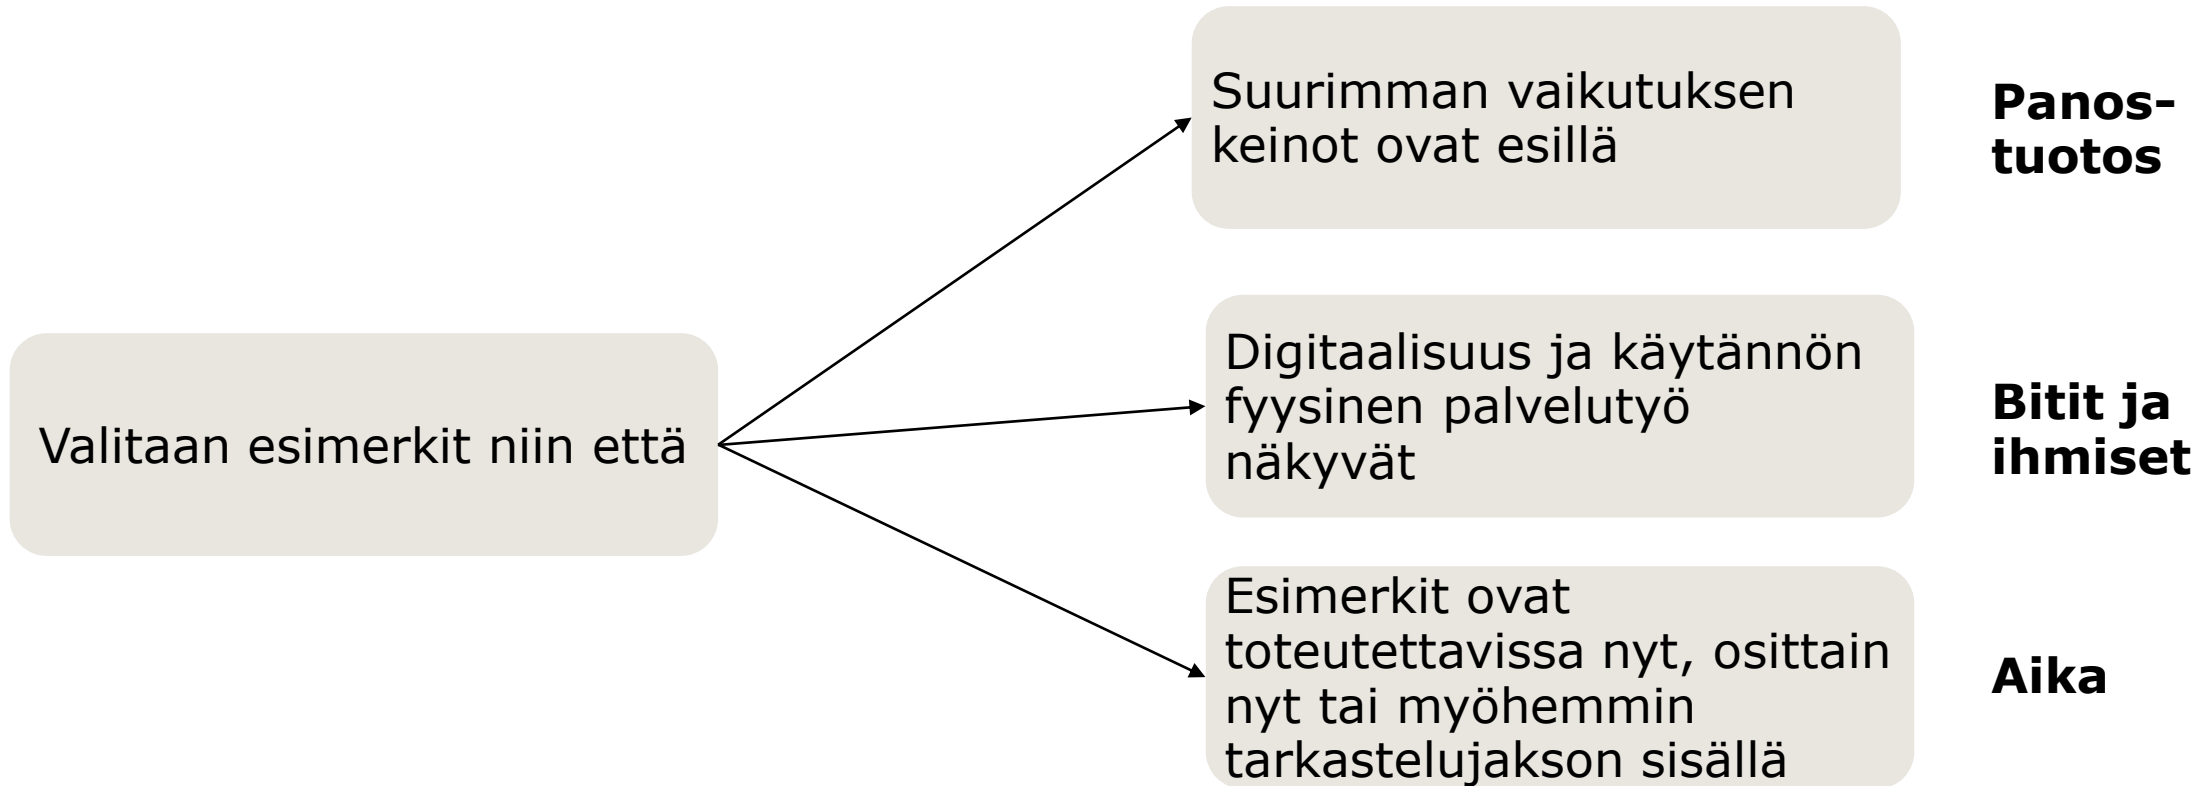 Valitaan esimerkit niin että
Suurimman vaikutuksen
keinot ovat esillä
Panos-
tuotos
Digitaalisuus ja käytännön
fyysinen palvelutyö
näkyvät
Bitit ja
ihmiset
Esimerkit ovat
toteutettavissa nyt, osittain
nyt tai myöhemmin
tarkastelujakson sisällä
Aika